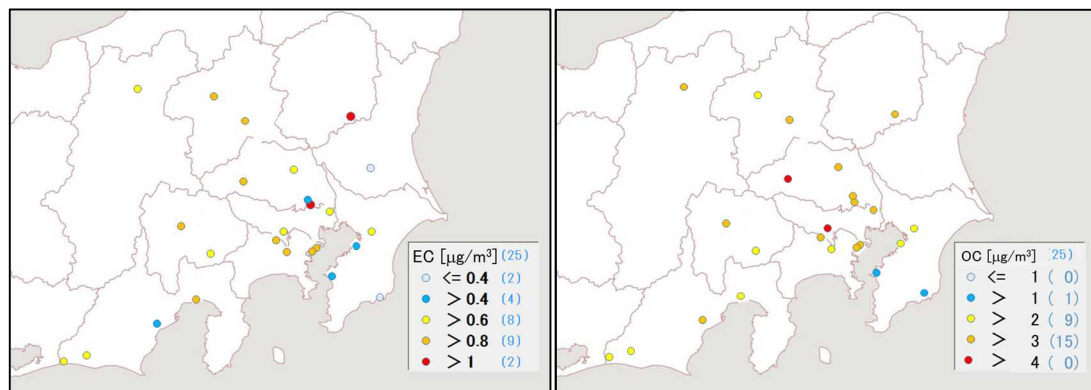 EC [μg/m³] (25)
<= 0.4 (2)
> 0.4 (4)
> 0.6 (8)
> 0.8 (9)
> 1 (2)
OC [μg/m³] (25)
<= 1 ( 0)
> 1 ( 1)
> 2 ( 9)
> 3 (15)
> 4 ( 0)